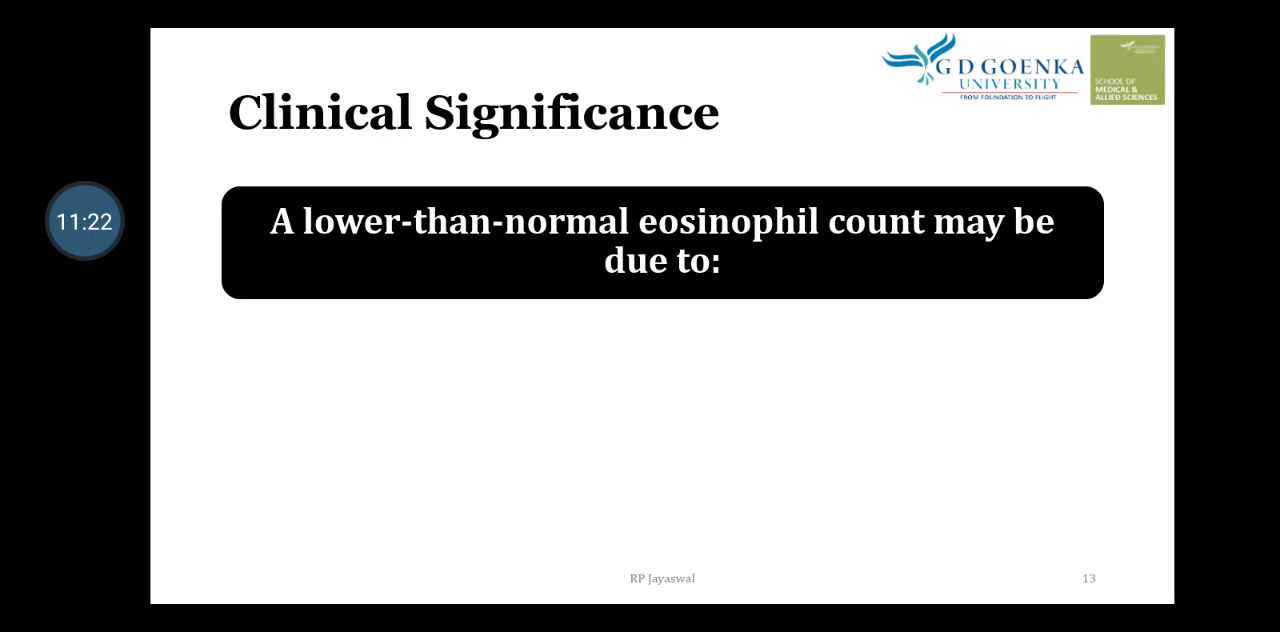 G D GOENKA
UNIVERSITY
FROM FOUNDATION TO FLIGHT
SCHOOL OF
MEDICAL &
ALLIED SCIENCES
Clinical Significance
11:22
A lower-than-normal eosinophil count may be
due to:
RP Jayaswal
13